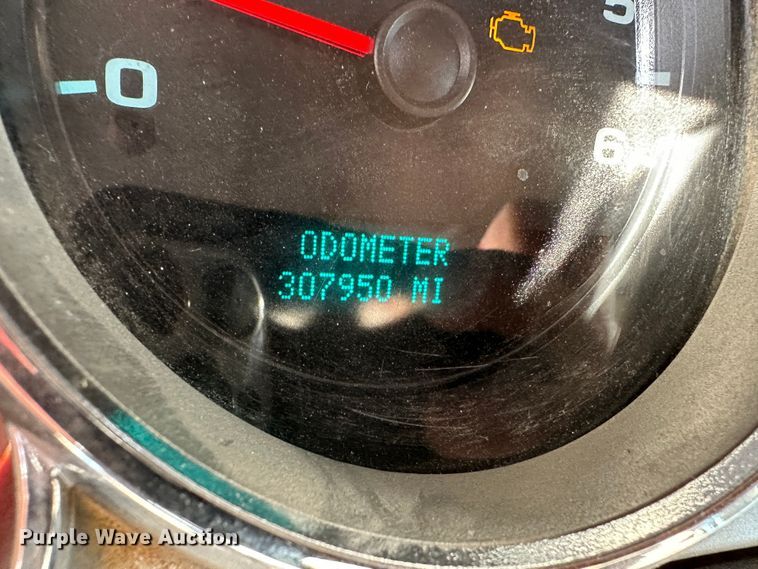 5
0
6
ODOMETER
307950 MI
Purple Wave Auction®